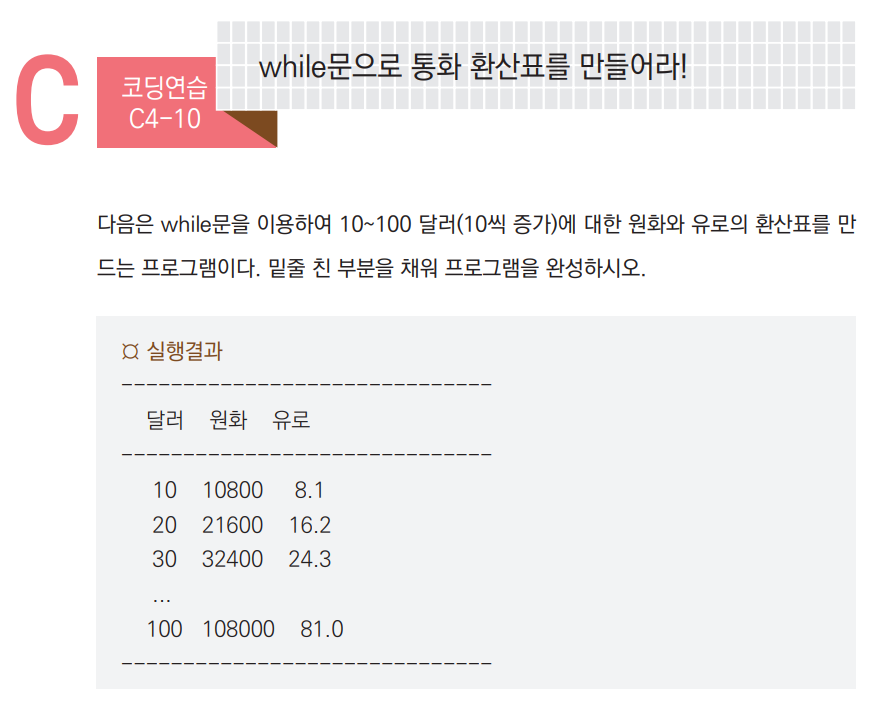 C
코딩연습
C4-10
while문으로 통화 환산표를 만들어라!
다음은 while문을 이용하여 10~100 달러(10씩 증가)에 대한 원화와 유로의 환산표를 만
드는 프로그램이다. 밑줄 친 부분을 채워 프로그램을 완성하시오.
¤ 실행결과
------------------------------
달러 원화 유로
------------------------------
10 10800 8.1
20 21600 16.2
30 32400 24.3
...
100 108000 81.0
------------------------------